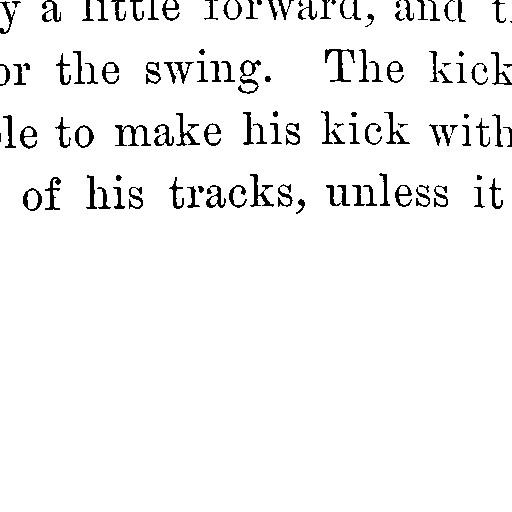 y a little forward, and t
or the swing. The kick
le to make his kick with
of his tracks, unless it